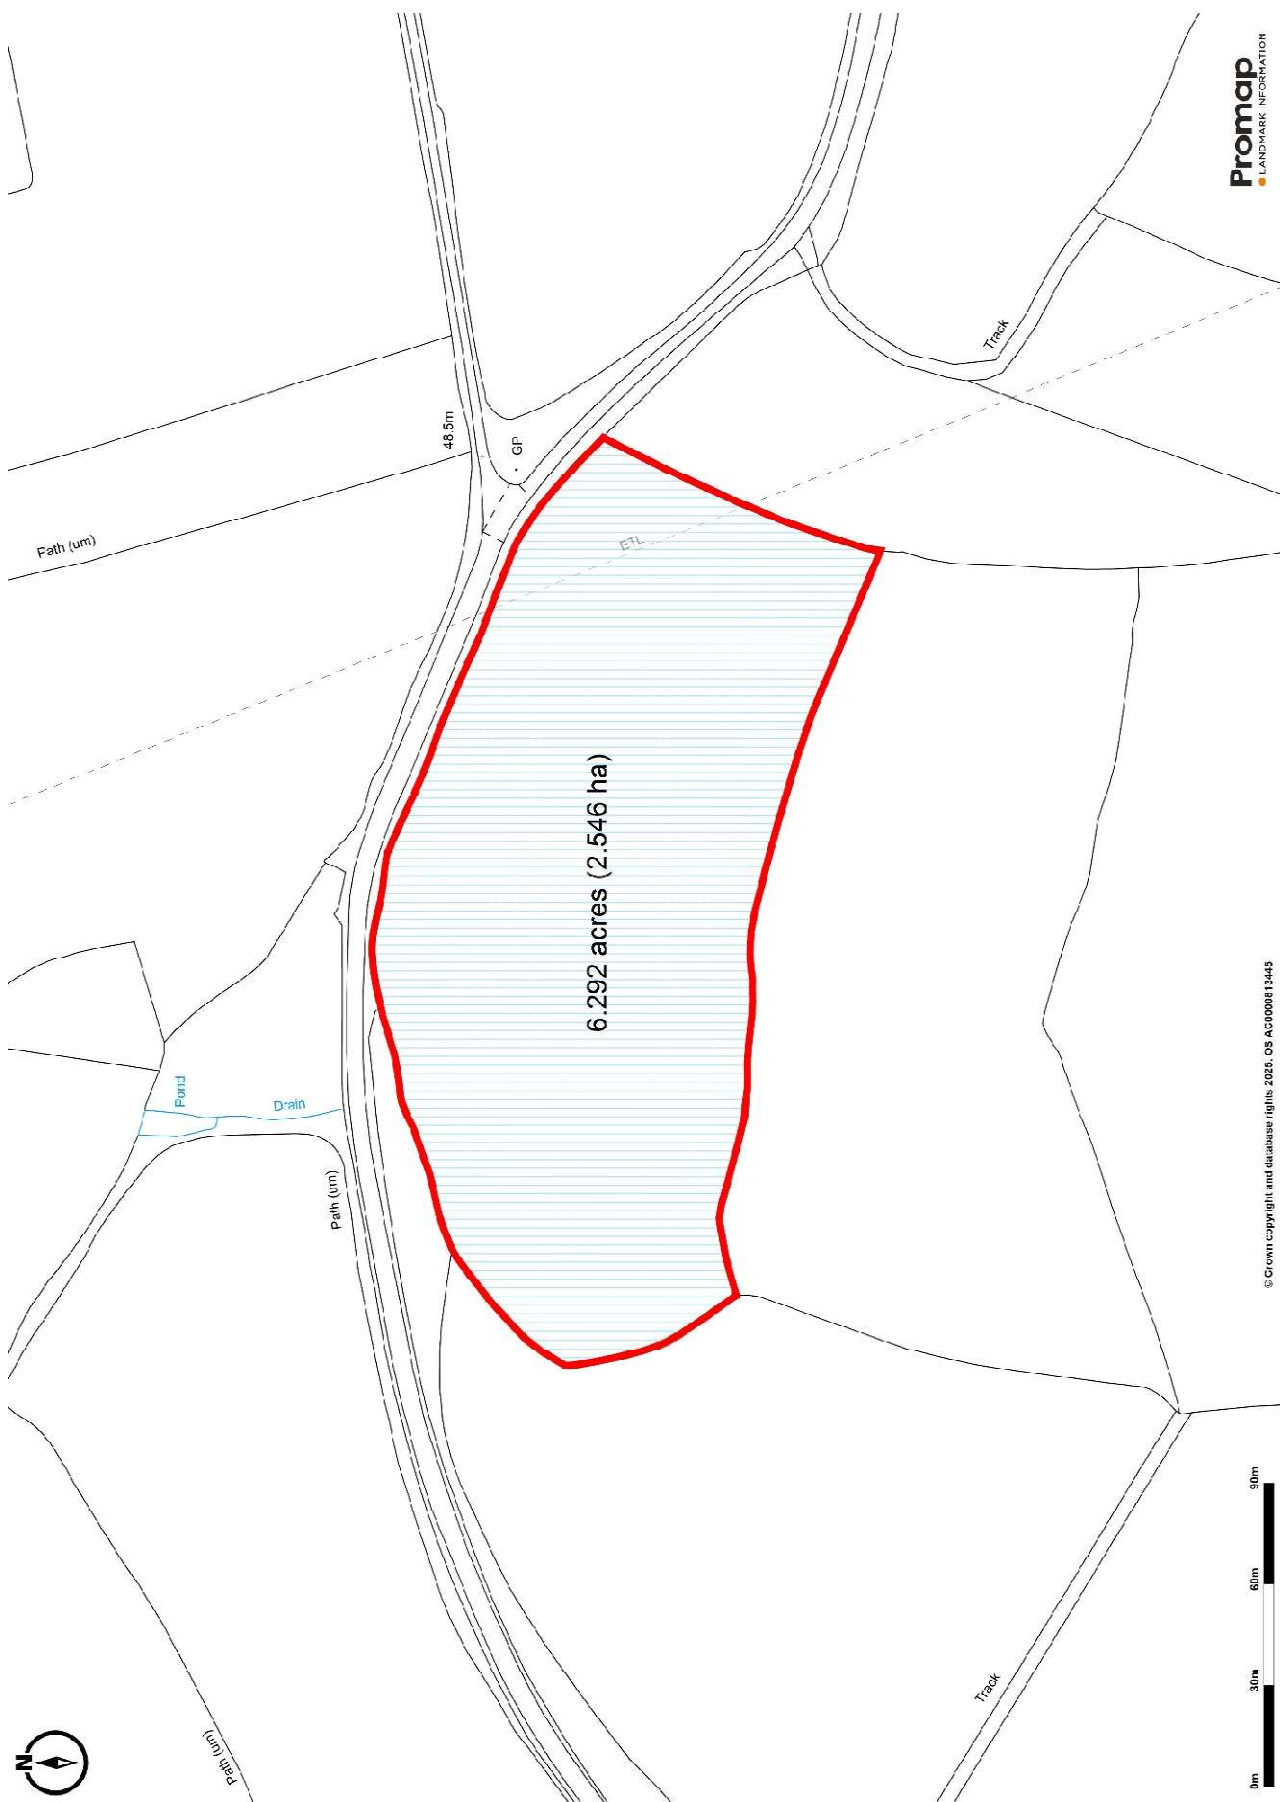 N
Path (um)
Path (um)
Pond
Drain
Path (um)
48.5m
GP
ETL
6.292 acres (2.546 ha)
Track
Track
Promap
LANDMARK INFORMATION
© Crown copyright and database rights 2025. OS AC0000813445
0m 30m 60m 90m